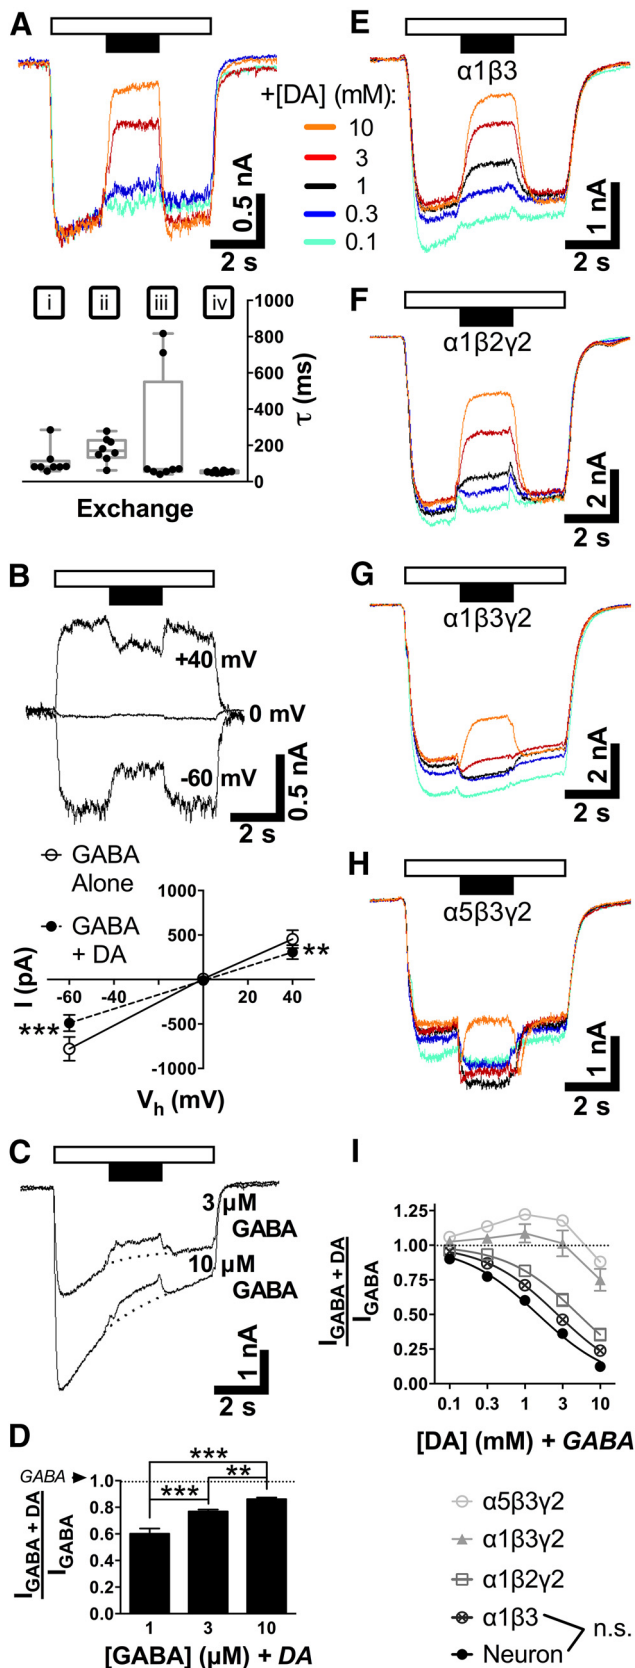 A
0.5 nA
2 s
+[DA] (mM):
10
3
1
0.3
0.1
i ii iii iv
1000
800
600
400
200
0
τ (ms)
Exchange
B
+40 mV
0 mV
-60 mV
0.5 nA
2 s
GABA
Alone
GABA
+ DA
1000
500
-500
-1000
-60 -40 -20 20 40
I (pA)
Vh (mV)
***
**
C
3 µM
GABA
10 µM
GABA
1 nA
2 s
D
GABA
***
***
**
1.0
0.8
0.6
0.4
0.2
0.0
I GABA + DA
I GABA
1 3 10
[GABA] (µM) + DA
E
α1β3
1 nA
2 s
F
α1β2γ2
2 nA
2 s
G
α1β3γ2
2 nA
2 s
H
α5β3γ2
1 nA
2 s
I
1.25
1.00
0.75
0.50
0.25
0.00
I GABA + DA
I GABA
0.1 0.3 1 3 10
[DA] (mM) + GABA
α5β3γ2
α1β3γ2
α1β2γ2
α1β3
Neuron
n.s.